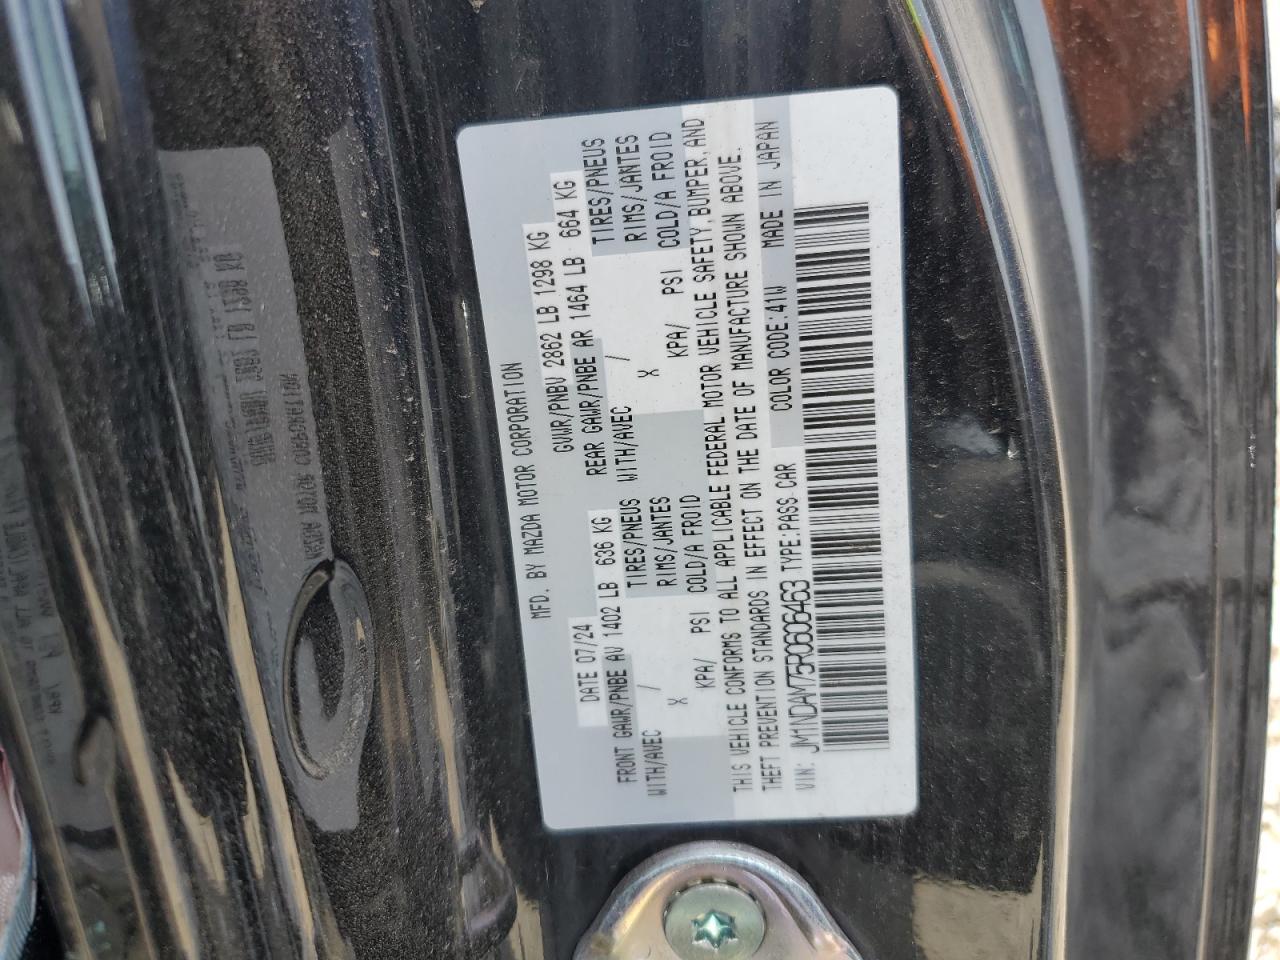 MFD. BY MAZDA MOTOR CORPORATION
DATE 07/24 GVWR/PNBV 2862 LB 1298 KG
FRONT GAWR/PNBE AV 1402 LB 636 KG REAR GAWR/PNBE AR 1464 LB 664 KG
WITH/AVEC / TIRES/PNEUS WITH/AVEC / TIRES/PNEUS
X RIMS/JANTES X RIMS/JANTES
KPA/ PSI COLD/A FROID KPA/ PSI COLD/A FROID
THIS VEHICLE CONFORMS TO ALL APPLICABLE FEDERAL MOTOR VEHICLE SAFETY, BUMPER, AND
THEFT PREVENTION STANDARDS IN EFFECT ON THE DATE OF MANUFACTURE SHOWN ABOVE.
VIN: JM1NDAM75R0606463 TYPE:PASS CAR COLOR CODE:41W MADE IN JAPAN